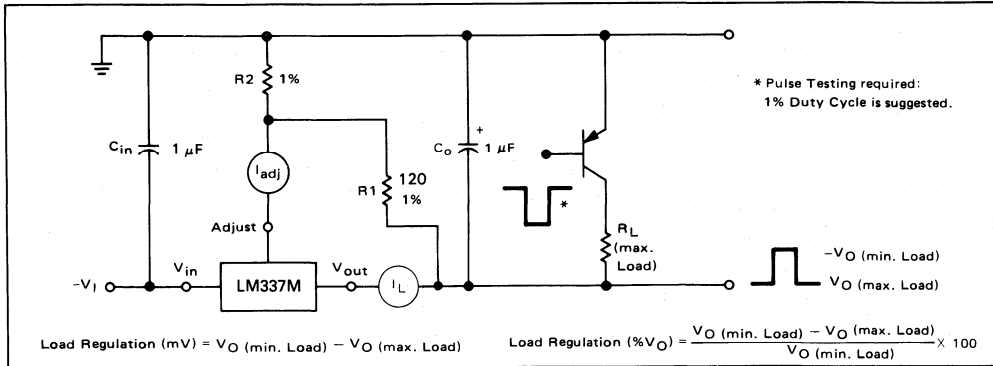 R2
1%
* Pulse Testing required:
1% Duty Cycle is suggested.
Cin
1 μF
Iadj
R1
120
1%
+
Co
1 μF
*
Adjust
RL
(max.
Load)
-VI
Vin
LM337M
Vout
IL
-VO (min. Load)
VO (max. Load)
Load Regulation (mV) = VO (min. Load) - VO (max. Load)
Load Regulation (%VO) = VO (min. Load) - VO (max. Load) / VO (min. Load) X 100